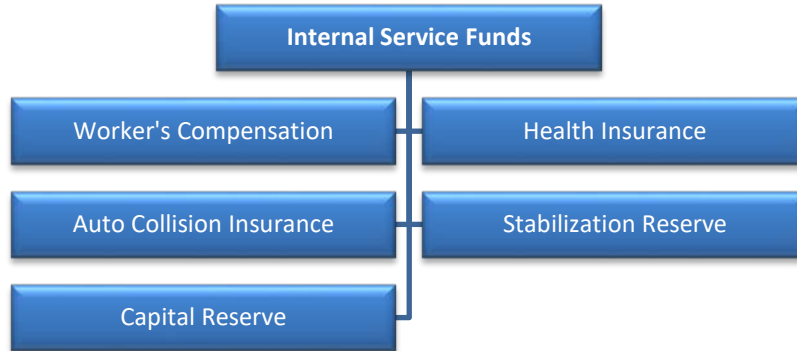 Internal Service Funds
Worker's Compensation
Health Insurance
Auto Collision Insurance
Stabilization Reserve
Capital Reserve